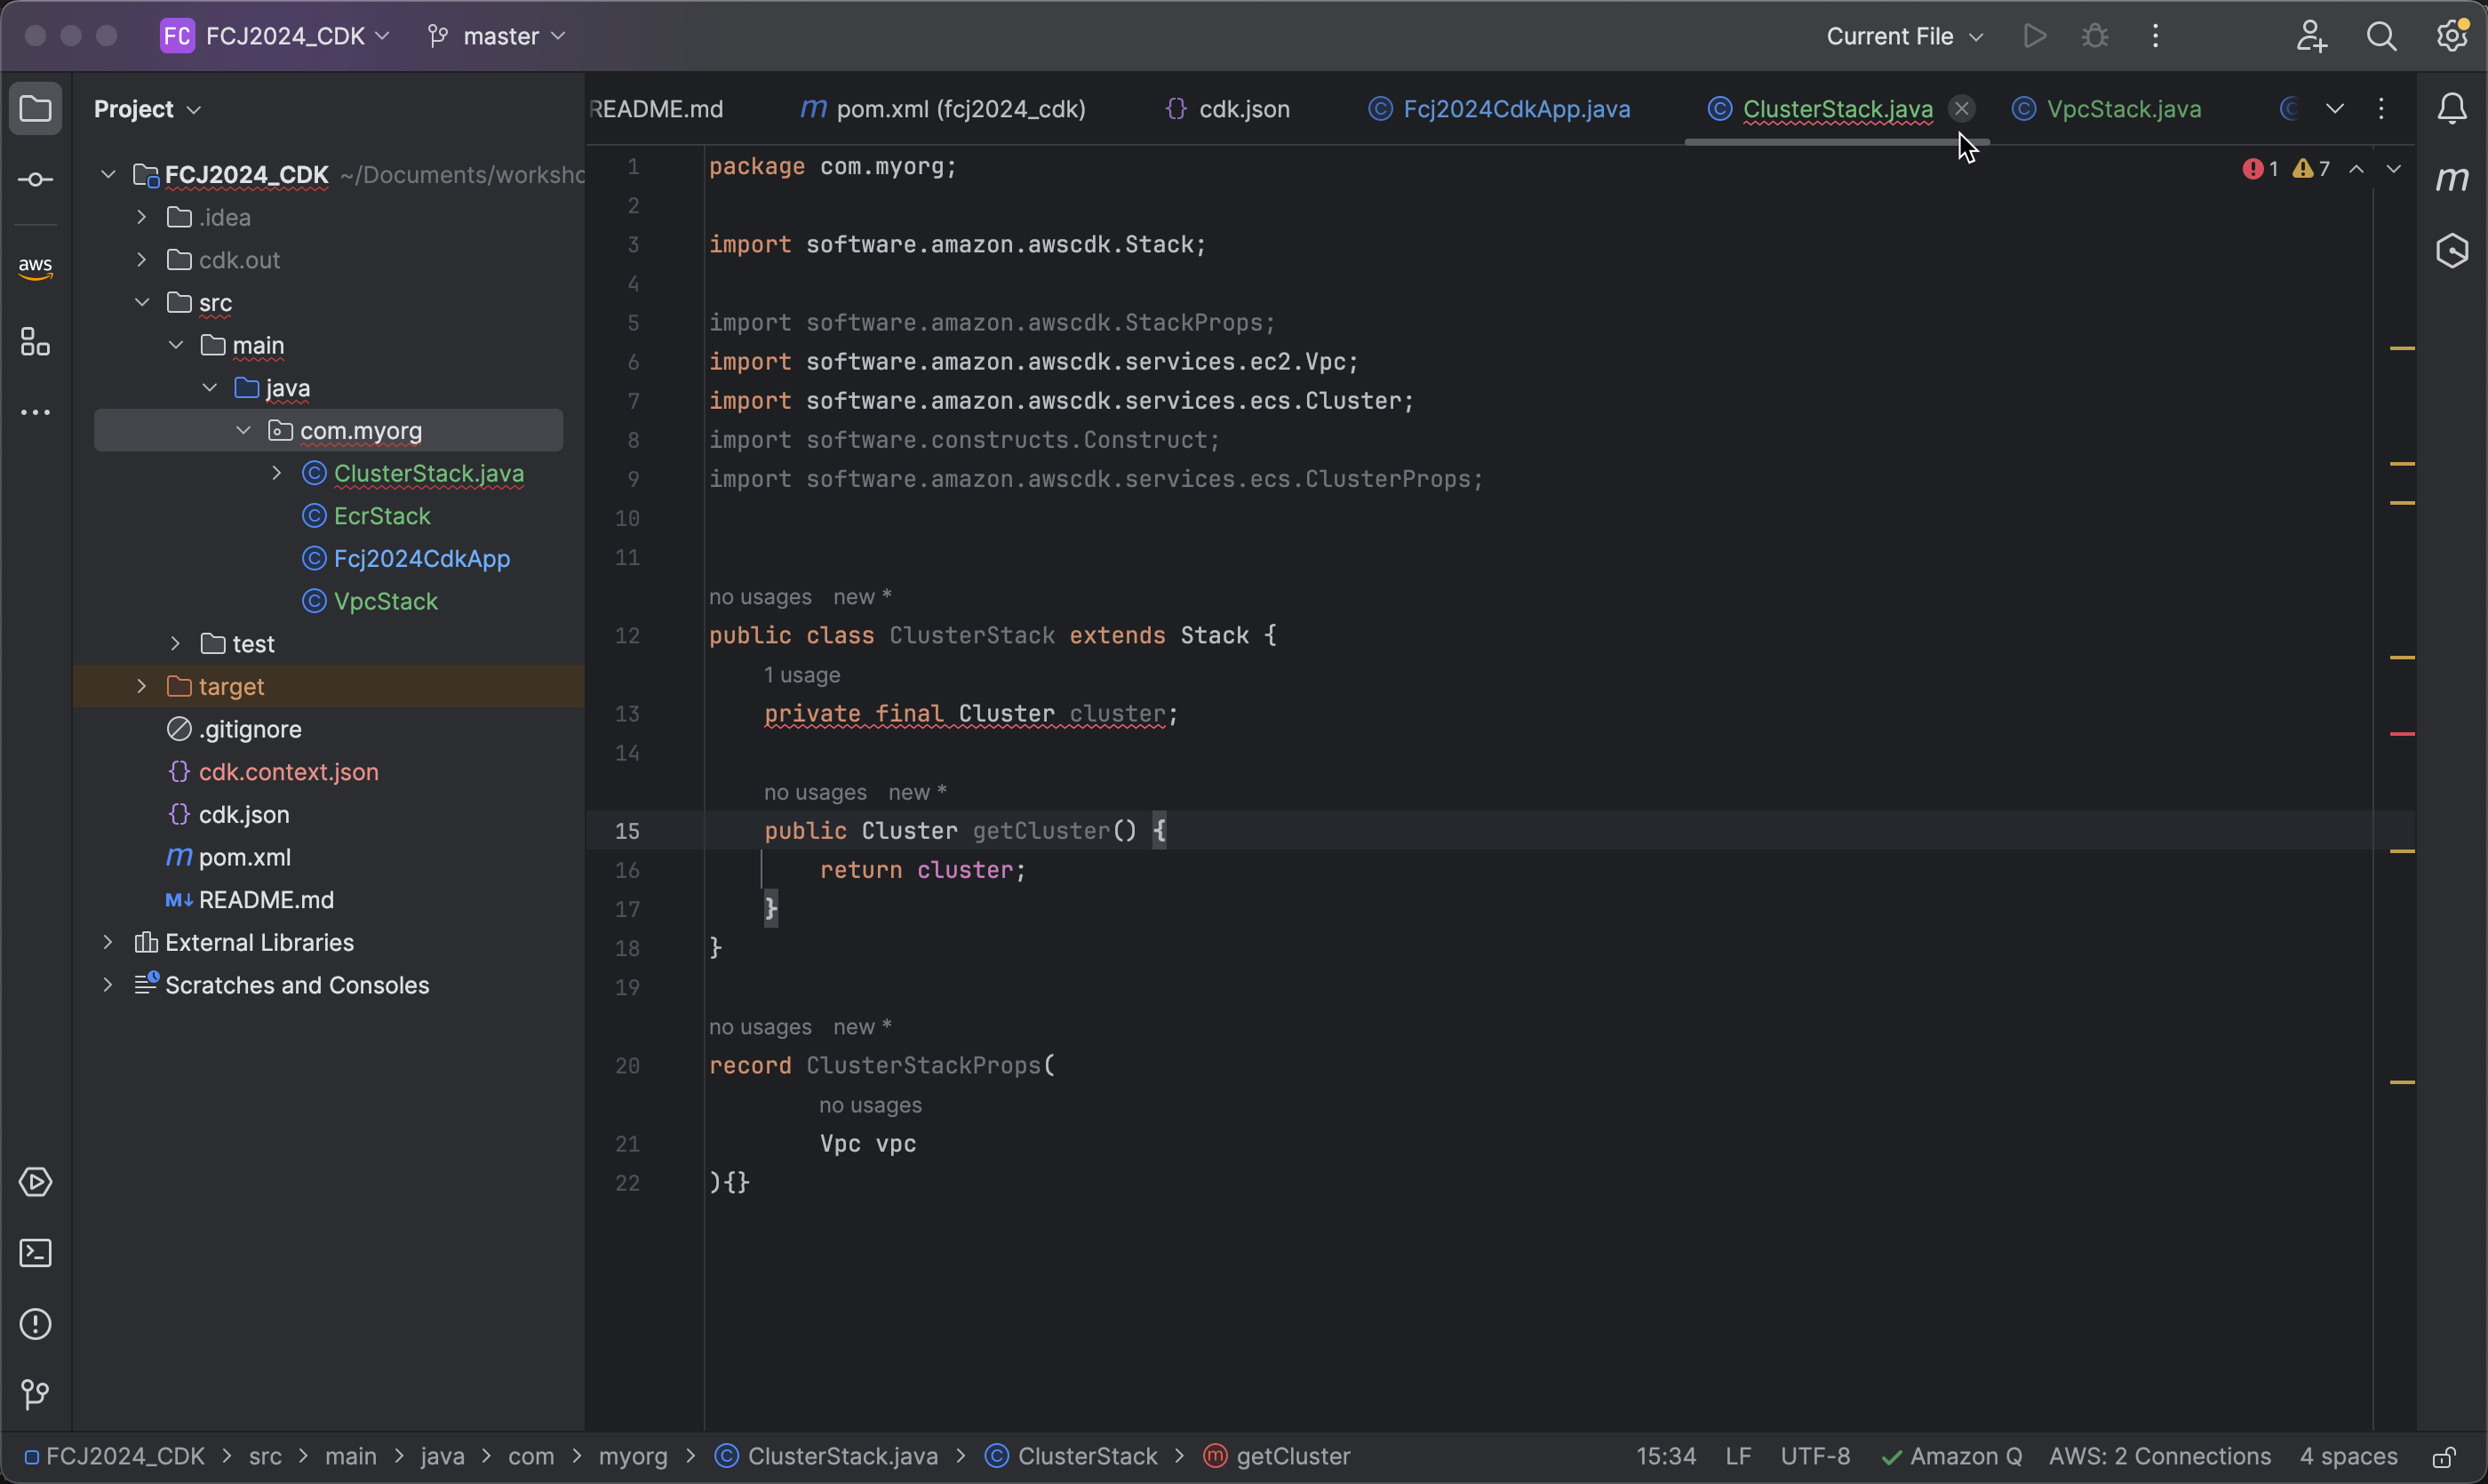 FC FCJ2024_CDK master Current File
Project
README.md m pom.xml (fcj2024_cdk) {} cdk.json © Fcj2024CdkApp.java © ClusterStack.java © VpcStack.java
FCJ2024_CDK ~/Documents/worksho
.idea
cdk.out
src
main
java
com.myorg
© ClusterStack.java
© EcrStack
© Fcj2024CdkApp
© VpcStack
test
target
.gitignore
{} cdk.context.json
{} cdk.json
m pom.xml
M↓ README.md
External Libraries
Scratches and Consoles
aws
1 package com.myorg;
2
3 import software.amazon.awscdk.Stack;
4
5 import software.amazon.awscdk.StackProps;
6 import software.amazon.awscdk.services.ec2.Vpc;
7 import software.amazon.awscdk.services.ecs.Cluster;
8 import software.constructs.Construct;
9 import software.amazon.awscdk.services.ecs.ClusterProps;
10
11
no usages new *
12 public class ClusterStack extends Stack {
1 usage
13 private final Cluster cluster;
14
no usages new *
15 public Cluster getCluster() {
16 return cluster;
17 }
18 }
19
no usages new *
20 record ClusterStackProps(
no usages
21 Vpc vpc
22 ){}
1 7
m
FCJ2024_CDK > src > main > java > com > myorg > © ClusterStack.java > © ClusterStack > m getCluster
15:34 LF UTF-8 Amazon Q AWS: 2 Connections 4 spaces